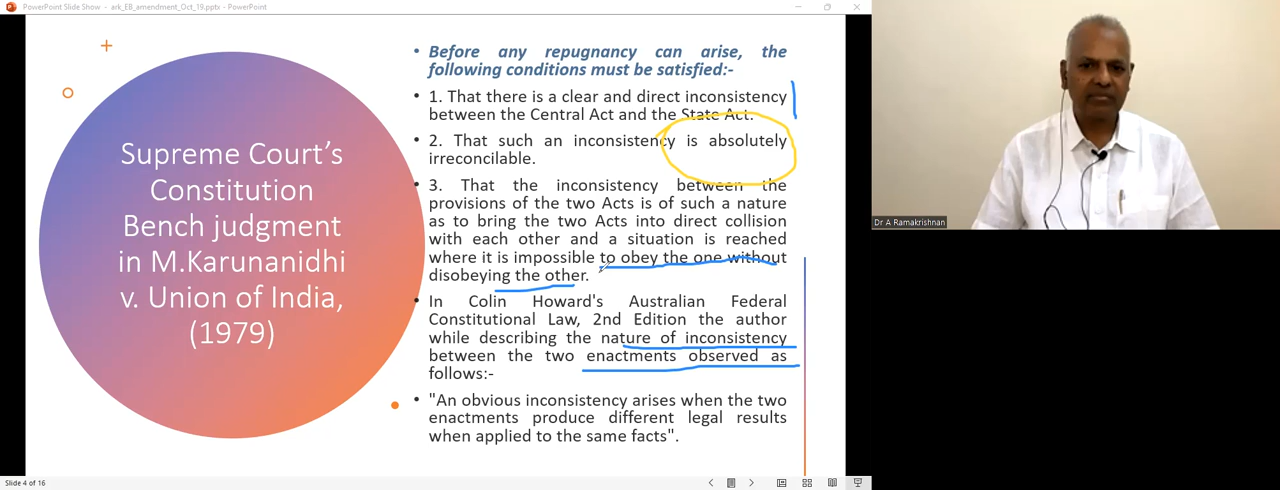 PowerPoint Slide Show - ark_EB_amendment_Oct_19.pptx - PowerPoint
Supreme Court's
Constitution
Bench judgment
in M.Karunanidhi
v. Union of India,
(1979)
• Before any repugnancy can arise, the
following conditions must be satisfied:-
• 1. That there is a clear and direct inconsistency
between the Central Act and the State Act.
• 2. That such an inconsistency is absolutely
irreconcilable.
• 3. That the inconsistency between the
provisions of the two Acts is of such a nature
as to bring the two Acts into direct collision
with each other and a situation is reached
where it is impossible to obey the one without
disobeying the other.
• In Colin Howard's Australian Federal
Constitutional Law, 2nd Edition the author
while describing the nature of inconsistency
between the two enactments observed as
follows:-
• "An obvious inconsistency arises when the two
enactments produce different legal results
when applied to the same facts".
Dr A Ramakrishnan
Slide 4 of 16